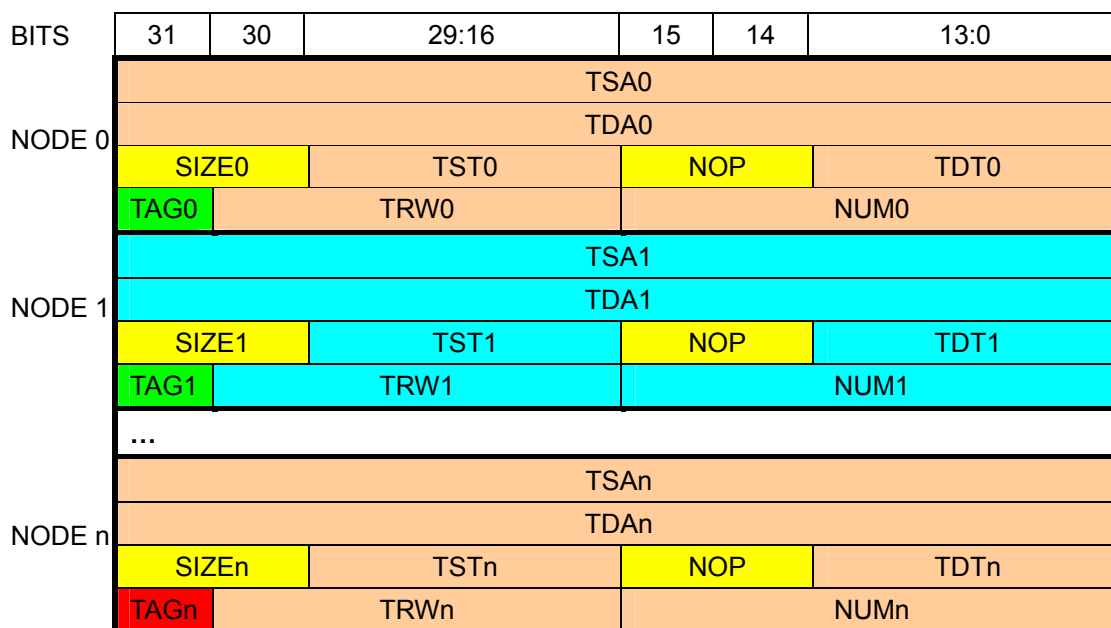 BITS 31 30 29:16 15 14 13:0
TSA0
NODE 0 TDA0
SIZE0 TST0 NOP TDT0
TAG0 TRW0 NUM0
TSA1
NODE 1 TDA1
SIZE1 TST1 NOP TDT1
TAG1 TRW1 NUM1
...
TSAn
NODE n TDAn
SIZEn TSTn NOP TDTn
TAGn TRWn NUMn